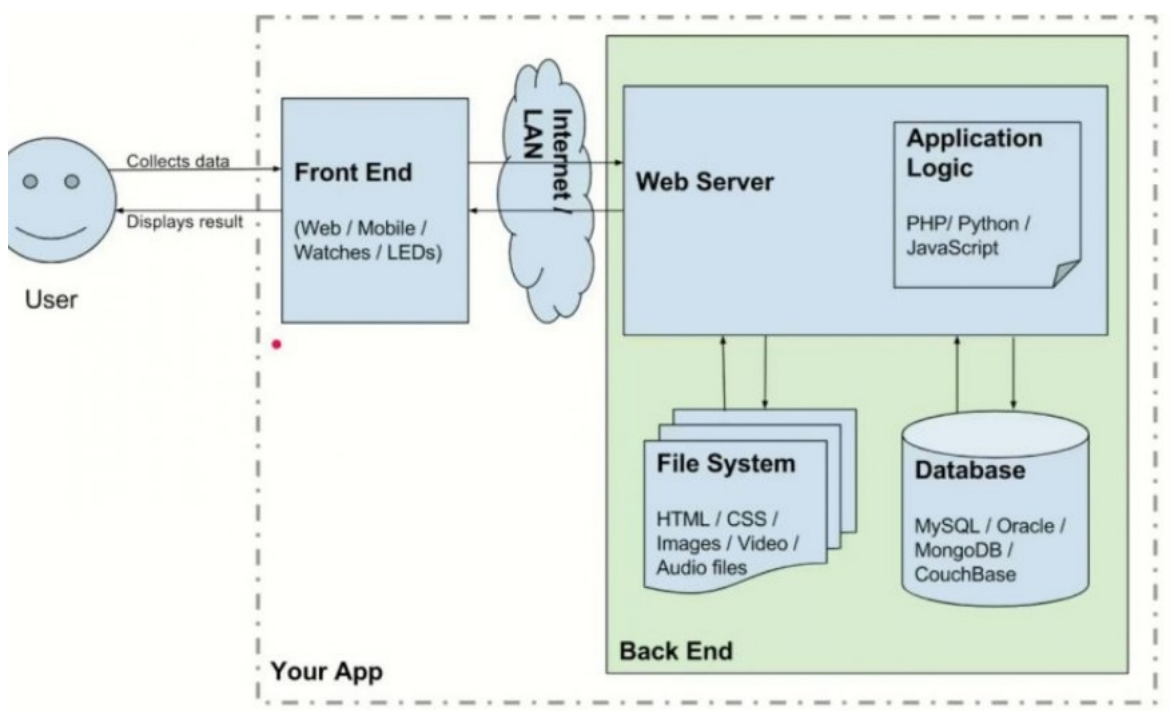 Collects data
Displays result
User
Front End
(Web / Mobile /
Watches / LEDs)
Internet /
LAN
Web Server
Application
Logic
PHP/ Python /
JavaScript
File System
HTML / CSS /
Images / Video /
Audio files
Database
MySQL / Oracle /
MongoDB /
CouchBase
Back End
Your App